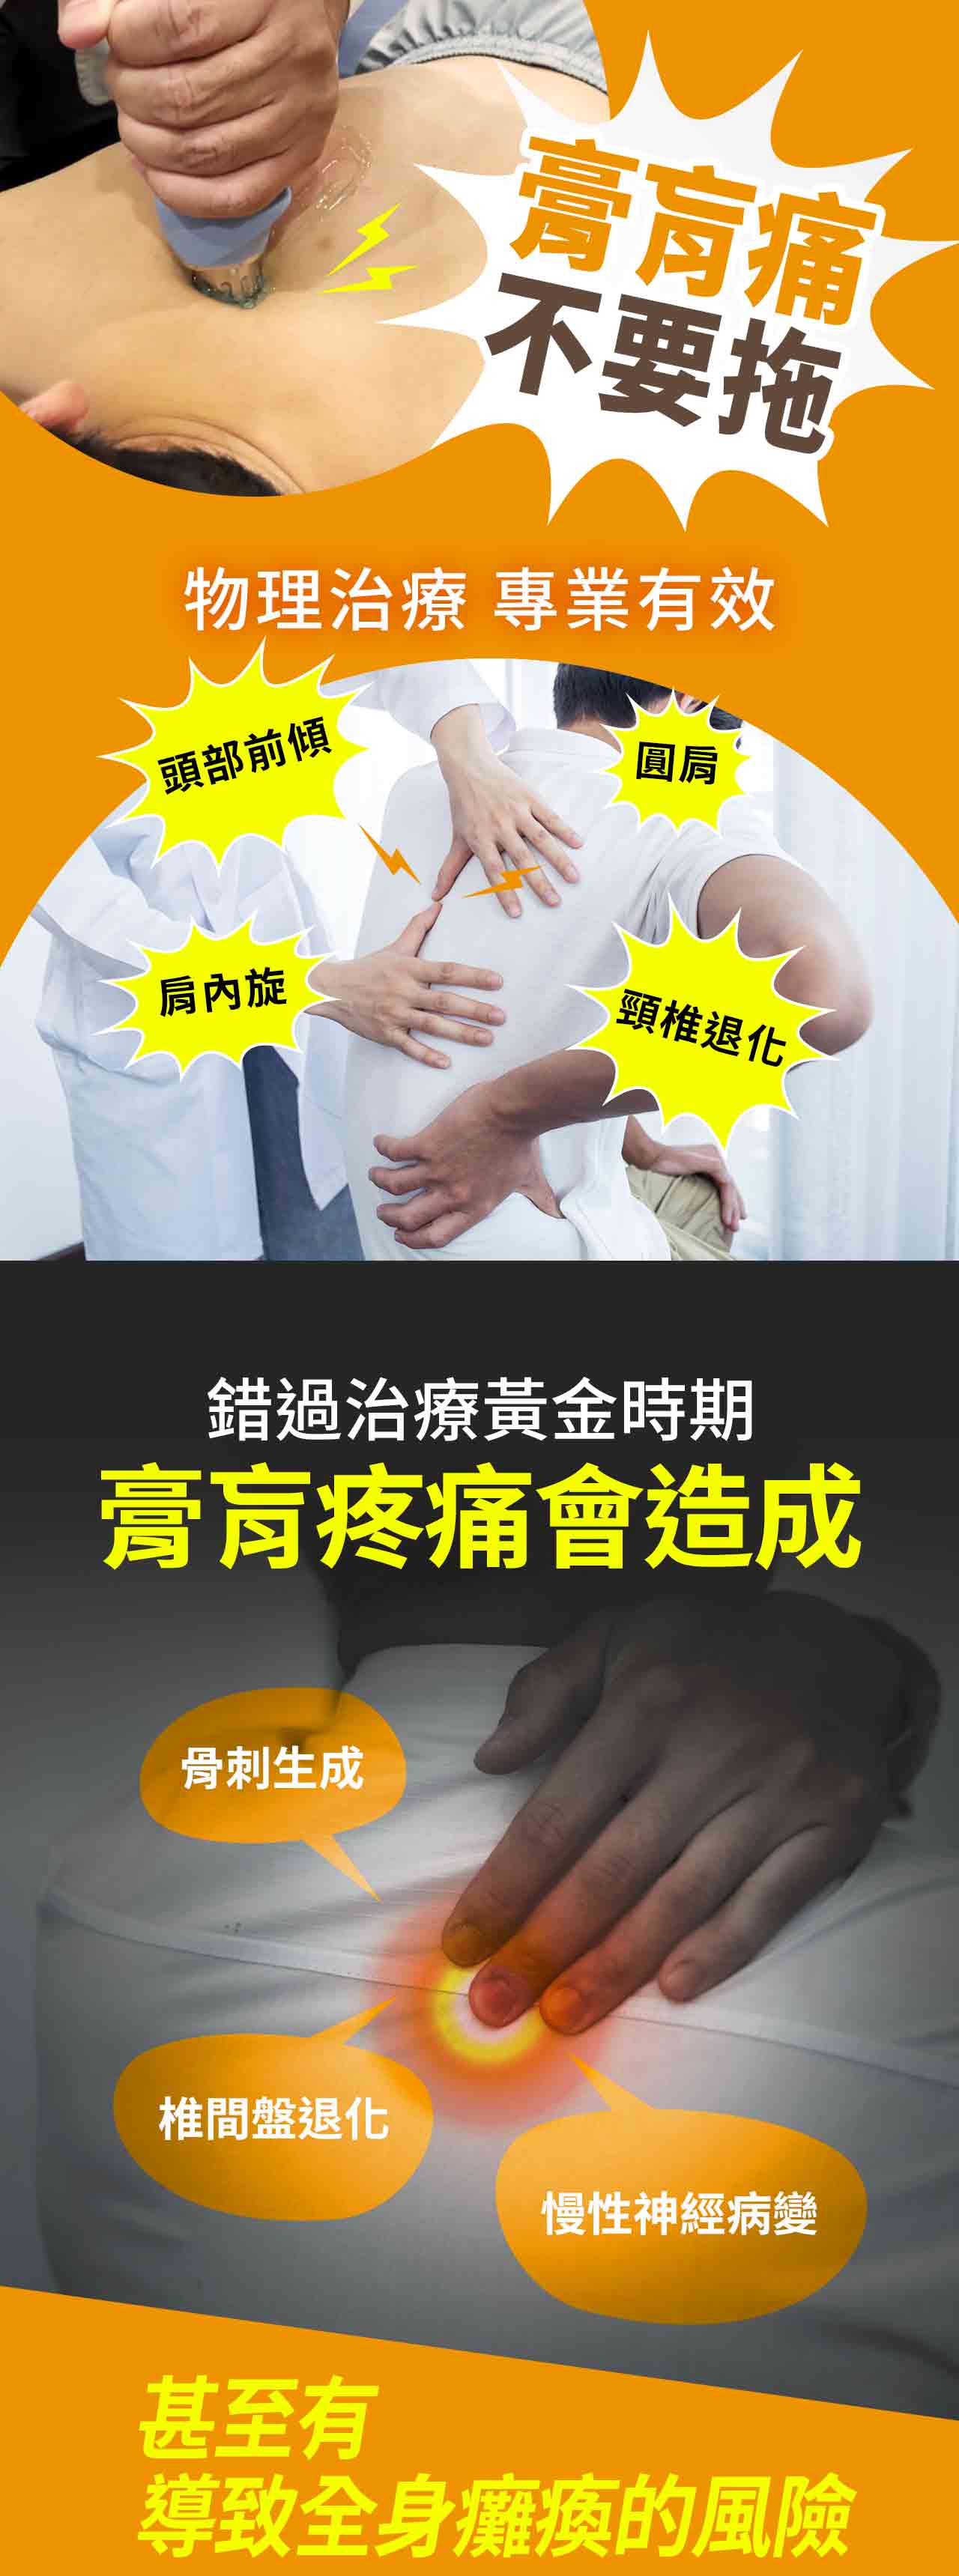 膏肓痛
不要拖
物理治療 專業有效
頭部前傾
圓肩
肩內旋
頸椎退化
錯過治療黃金時期
膏肓疼痛會造成
骨刺生成
椎間盤退化
慢性神經病變
甚至有
導致全身癱瘓的風險